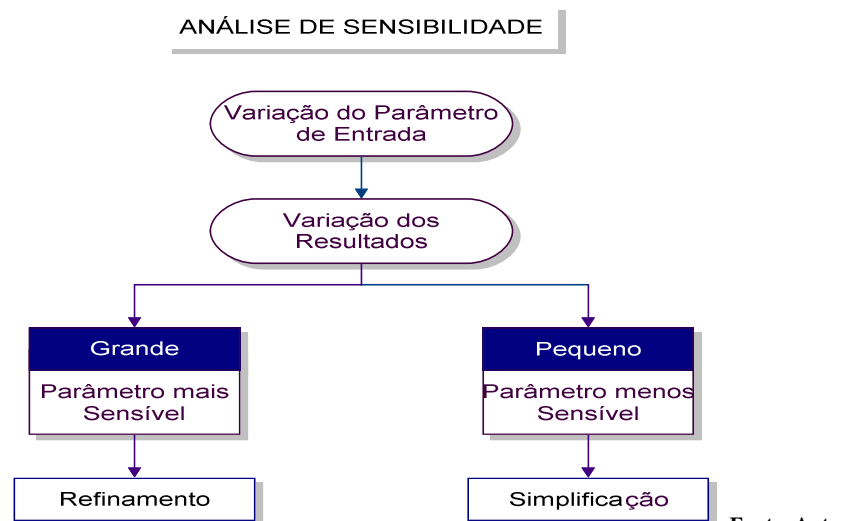 ANÁLISE DE SENSIBILIDADE
Variação do Parâmetro
de Entrada
Variação dos
Resultados
Grande
Parâmetro mais
Sensível
Refinamento
Pequeno
Parâmetro menos
Sensível
Simplificação